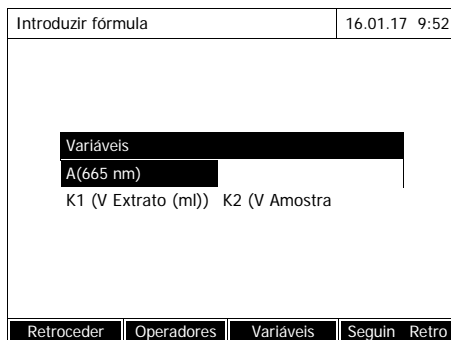 Introduzir fórmula 16.01.17 9:52
Variáveis
A(665 nm)
K1 (V Extrato (ml)) K2 (V Amostra
Retroceder Operadores Variáveis Seguin Retro